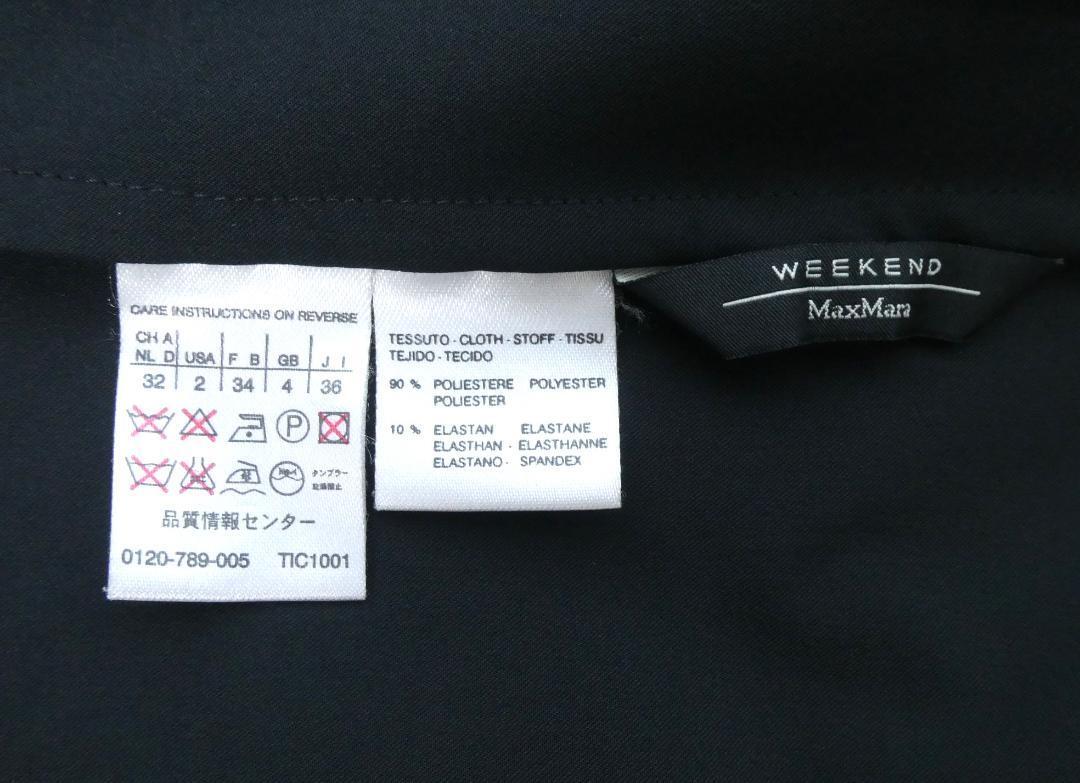 CARE INSTRUCTIONS ON REVERSE
CH A
NL D USA F B GB J I
32 2 34 4 36
P
タンブラー
乾燥禁止
品質情報センター
0120-789-005 TIC1001
TESSUTO - CLOTH - STOFF - TISSU
TEJIDO - TECIDO
90 % POLIESTERE POLYESTER
POLIESTER
10 % ELASTAN ELASTANE
ELASTHAN - ELASTHANNE
ELASTANO - SPANDEX
WEEKEND
MaxMara